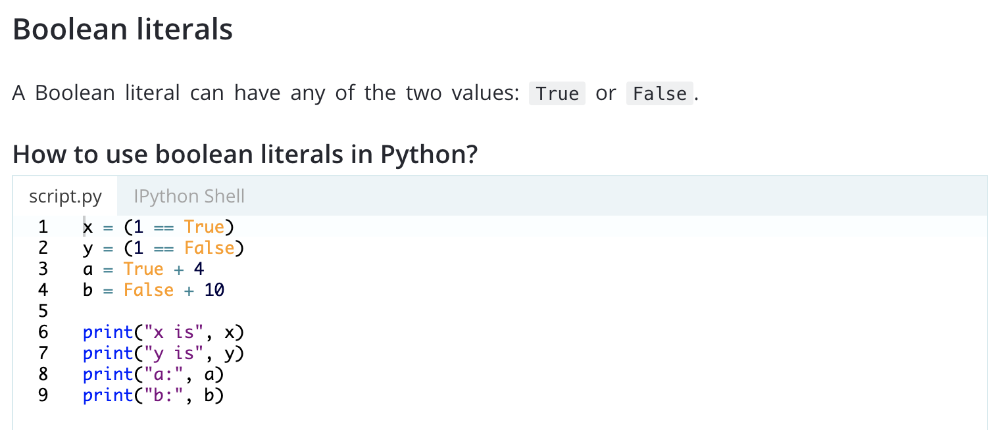 Boolean literals
A Boolean literal can have any of the two values: True or False.
How to use boolean literals in Python?
script.py IPython Shell
1 x = (1 == True)
2 y = (1 == False)
3 a = True + 4
4 b = False + 10
5
6 print("x is", x)
7 print("y is", y)
8 print("a:", a)
9 print("b:", b)